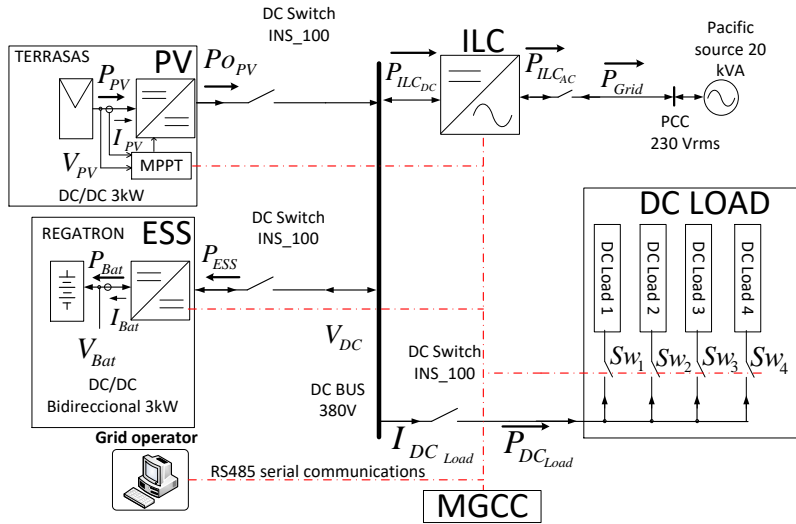 TERRASAS
PV
P_PV
I_PV
V_PV
MPPT
DC/DC 3kW
Po_PV
DC Switch
INS_100
ILC
P_ILC_DC
P_ILC_AC
P_Grid
Pacific
source 20
kVA
PCC
230 Vrms
REGATRON
ESS
P_Bat
I_Bat
V_Bat
DC/DC
Bidireccional 3kW
P_ESS
DC Switch
INS_100
V_DC
DC BUS
380V
DC Switch
INS_100
I_DC_Load
P_DC_Load
DC LOAD
DC Load 1
DC Load 2
DC Load 3
DC Load 4
Sw_1
Sw_2
Sw_3
Sw_4
Grid operator
RS485 serial communications
MGCC